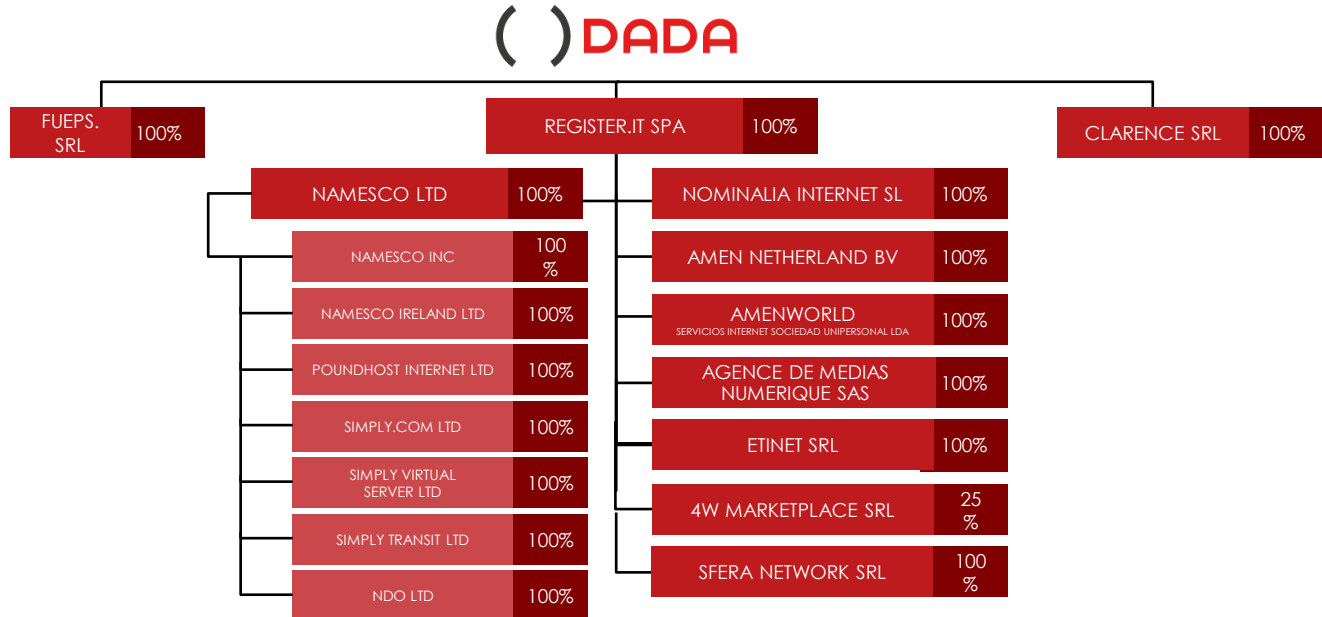 ( ) DADA
FUEPS.
SRL
100%
REGISTER.IT SPA
100%
CLARENCE SRL
100%
NAMESCO LTD
100%
NAMESCO INC
100
%
NAMESCO IRELAND LTD
100%
POUNDHOST INTERNET LTD
100%
SIMPLY.COM LTD
100%
SIMPLY VIRTUAL
SERVER LTD
100%
SIMPLY TRANSIT LTD
100%
NDO LTD
100%
NOMINALIA INTERNET SL
100%
AMEN NETHERLAND BV
100%
AMENWORLD
SERVICIOS INTERNET SOCIEDAD UNIPERSONAL LDA
100%
AGENCE DE MEDIAS
NUMERIQUE SAS
100%
ETINET SRL
100%
4W MARKETPLACE SRL
25
%
SFERA NETWORK SRL
100
%